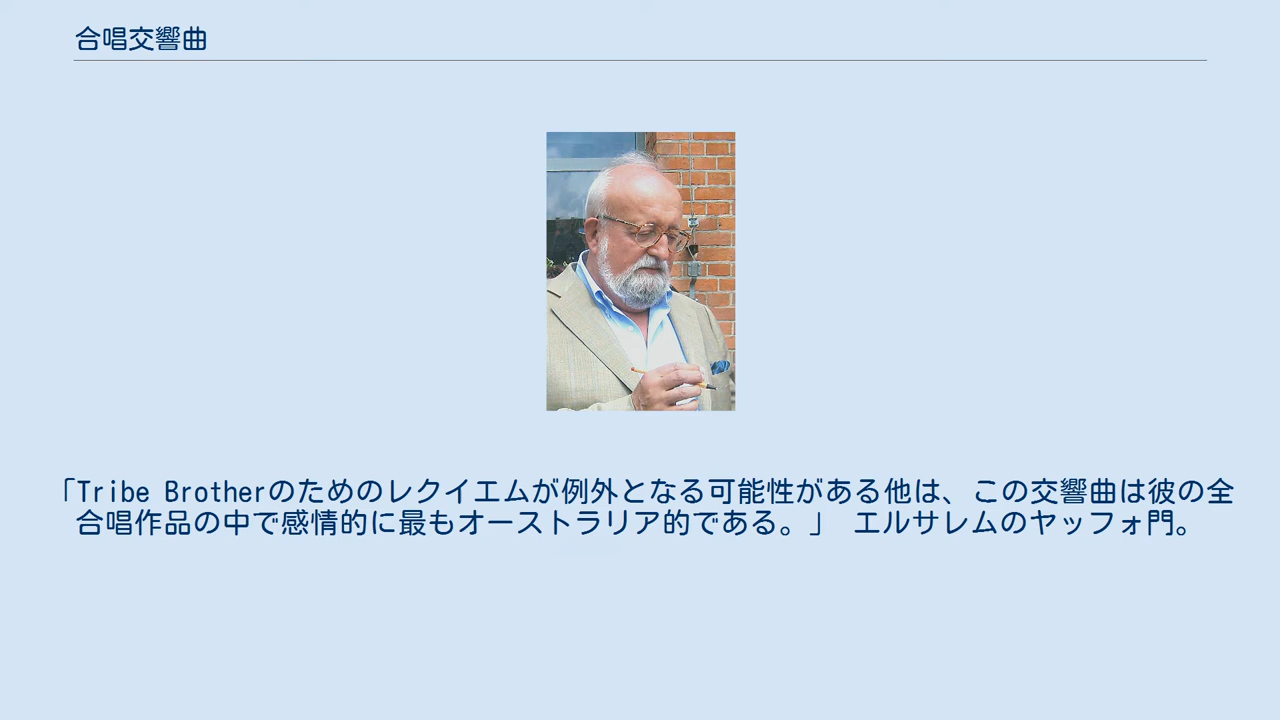 合唱交響曲
「Tribe Brotherのためのレクイエムが例外となる可能性がある他は、この交響曲は彼の全
合唱作品の中で感情的に最もオーストラリア的である。」 エルサレムのヤッフォ門。